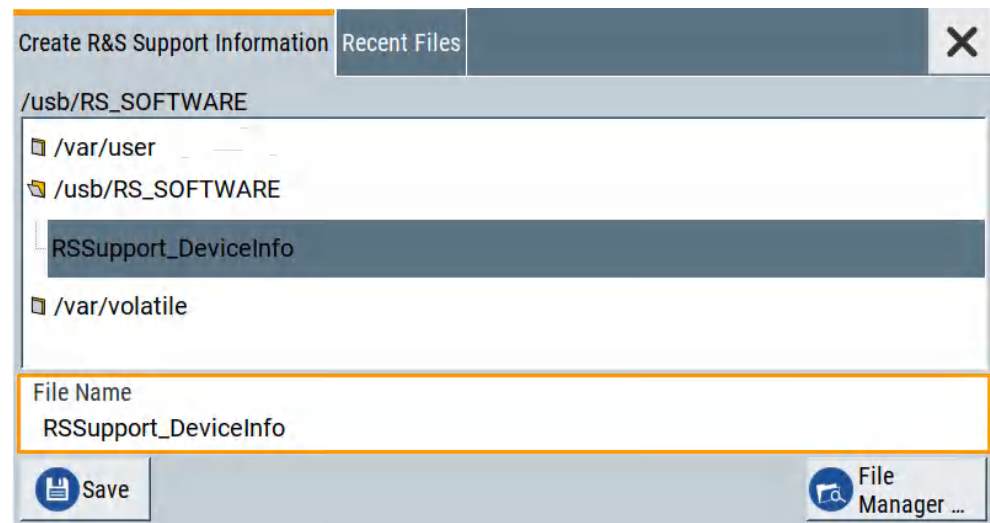 Create R&S Support Information Recent Files
/usb/RS_SOFTWARE
/var/user
/usb/RS_SOFTWARE
RSSupport_DeviceInfo
/var/volatile
File Name
RSSupport_DeviceInfo
Save
File
Manager ...